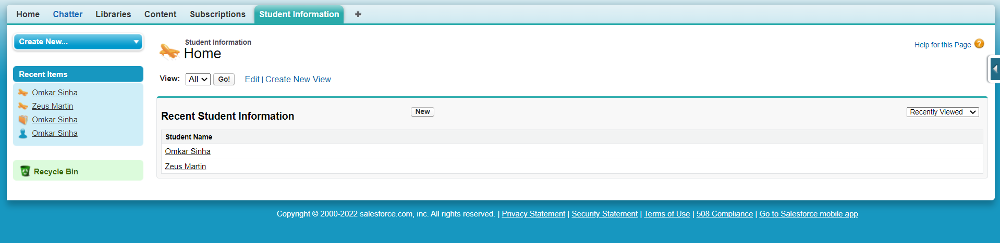 Home Chatter Libraries Content Subscriptions Student Information
Create New...
Recent Items
Omkar Sinha
Zeus Martin
Omkar Sinha
Omkar Sinha
Recycle Bin
Student Information
Home
Help for this Page ?
View: All Go! Edit | Create New View
Recent Student Information New Recently Viewed
Student Name
Omkar Sinha
Zeus Martin
Copyright © 2000-2022 salesforce.com, inc. All rights reserved. | Privacy Statement | Security Statement | Terms of Use | 508 Compliance | Go to Salesforce mobile app